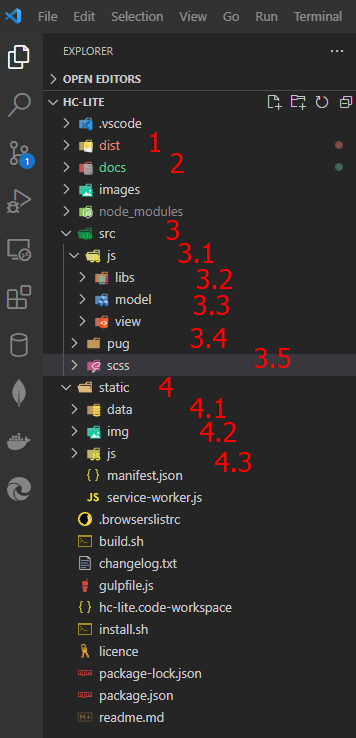 File Edit Selection View Go Run Terminal
EXPLORER ...
OPEN EDITORS
HC-LITE
.vscode
dist 1
docs 2
images
node_modules
src 3
js 3.1
libs 3.2
model 3.3
view
pug 3.4
scss 3.5
static 4
data 4.1
img 4.2
js 4.3
{} manifest.json
JS service-worker.js
.browserslistrc
build.sh
changelog.txt
gulpfile.js
{} hc-lite.code-workspace
install.sh
licence
package-lock.json
package.json
readme.md
1